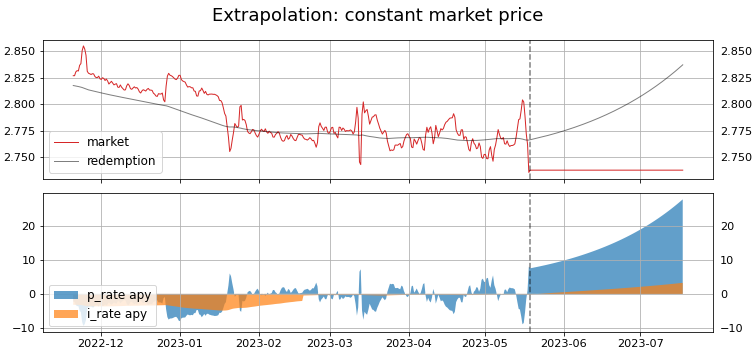 Extrapolation: constant market price
2.850 2.850
2.825 2.825
2.800 2.800
2.775 2.775
2.750 2.750
market
redemption
20 20
10 10
0 0
−10 −10
p_rate apy
i_rate apy
2022-12 2023-01 2023-02 2023-03 2023-04 2023-05 2023-06 2023-07